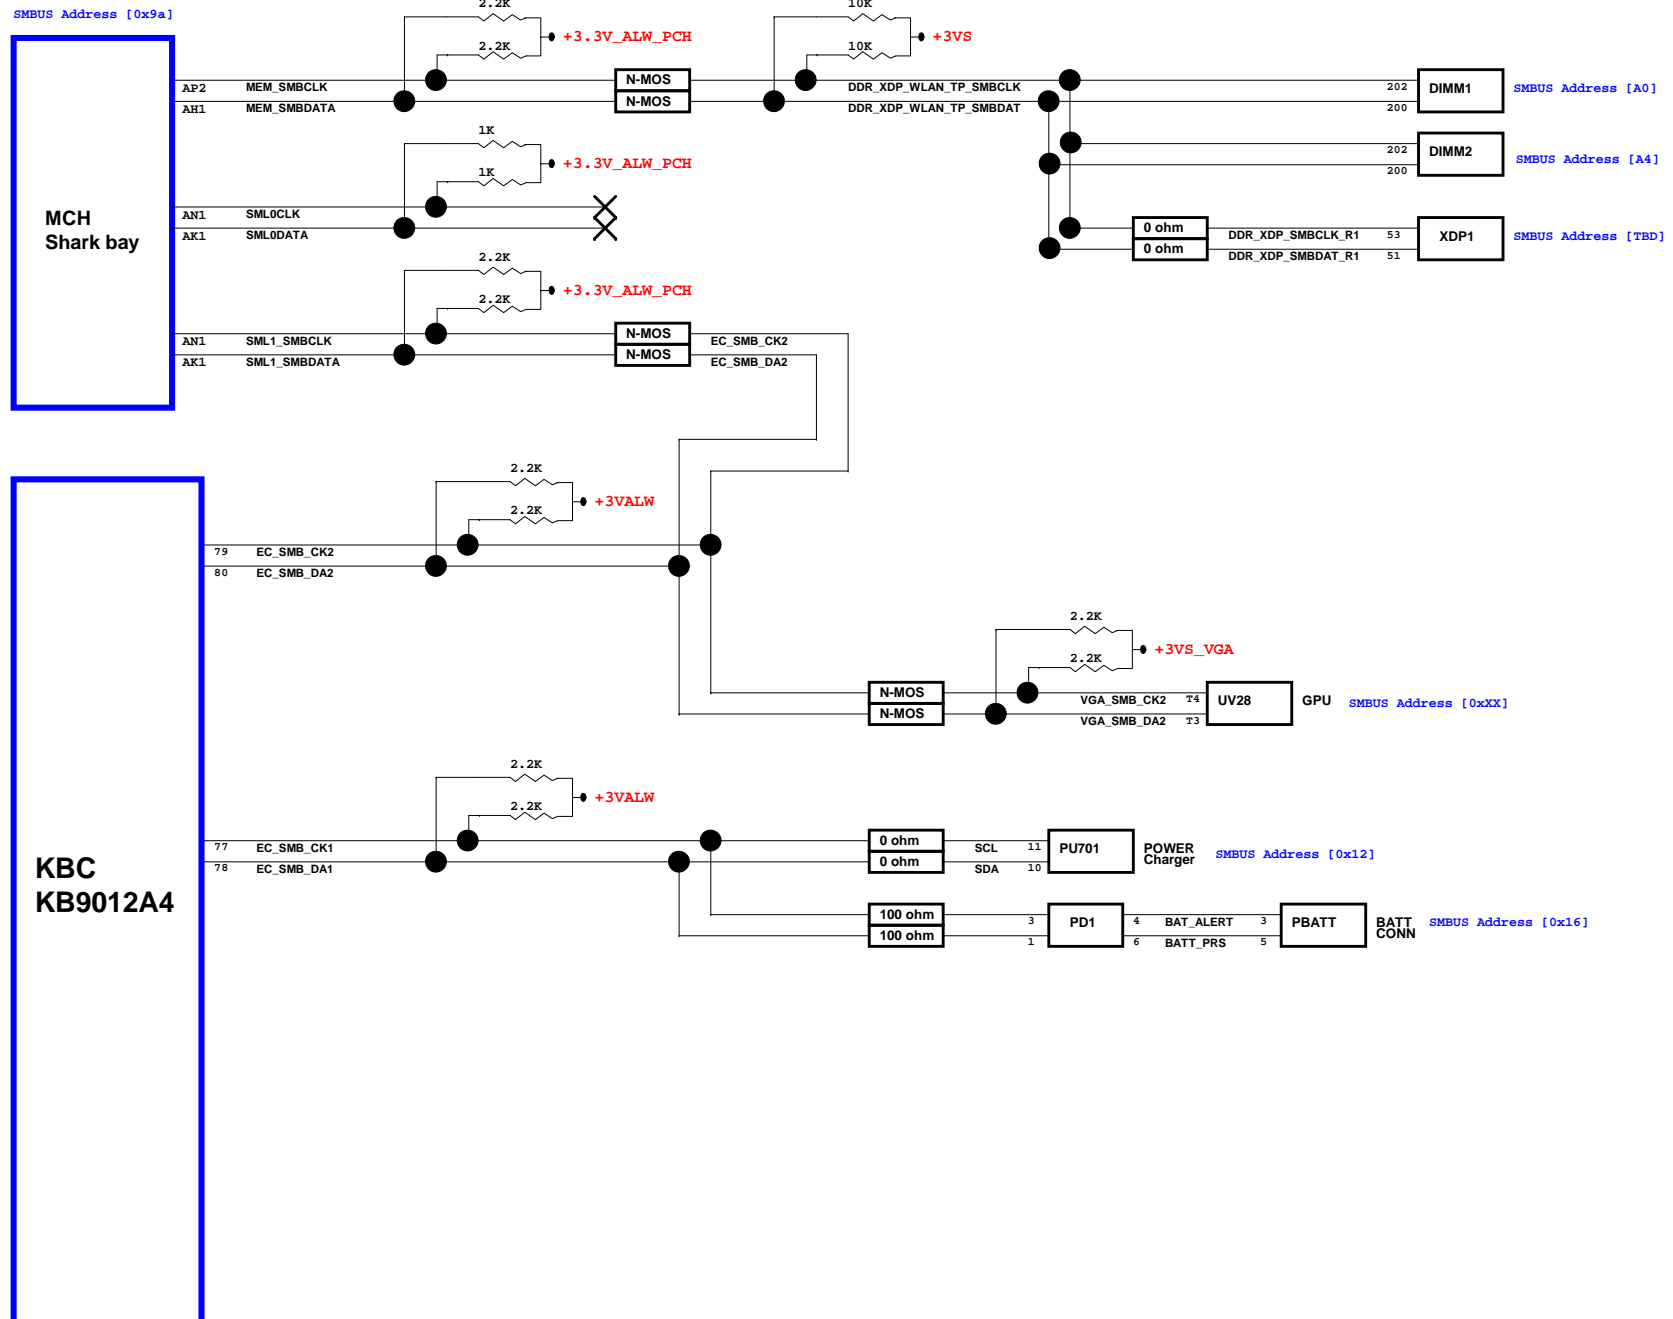 SMBUS Address [0x9a]
2.2K
10K
+3.3V_ALW_PCH
+3VS
2.2K
10K
N-MOS
AP2 MEM_SMBCLK
DDR_XDP_WLAN_TP_SMBCLK
202 DIMM1 SMBUS Address [A0]
N-MOS
AH1 MEM_SMBDATA
DDR_XDP_WLAN_TP_SMBDAT
200
1K
+3.3V_ALW_PCH
1K
202 DIMM2 SMBUS Address [A4]
200
MCH
Shark bay
AN1 SML0CLK
AK1 SML0DATA
0 ohm DDR_XDP_SMBCLK_R1 53 XDP1 SMBUS Address [TBD]
0 ohm DDR_XDP_SMBDAT_R1 51
2.2K
+3.3V_ALW_PCH
2.2K
N-MOS
AN1 SML1_SMBCLK EC_SMB_CK2
N-MOS
AK1 SML1_SMBDATA EC_SMB_DA2
2.2K
+3VALW
2.2K
79 EC_SMB_CK2
80 EC_SMB_DA2
2.2K
+3VS_VGA
2.2K
N-MOS VGA_SMB_CK2 T4 UV28 GPU SMBUS Address [0xXX]
N-MOS VGA_SMB_DA2 T3
2.2K
+3VALW
2.2K
77 EC_SMB_CK1
0 ohm SCL 11 PU701 POWER
Charger SMBUS Address [0x12]
78 EC_SMB_DA1
0 ohm SDA 10
KBC
KB9012A4
100 ohm 3 PD1 4 BAT_ALERT 3 PBATT BATT
CONN SMBUS Address [0x16]
100 ohm 1 6 BATT_PRS 5